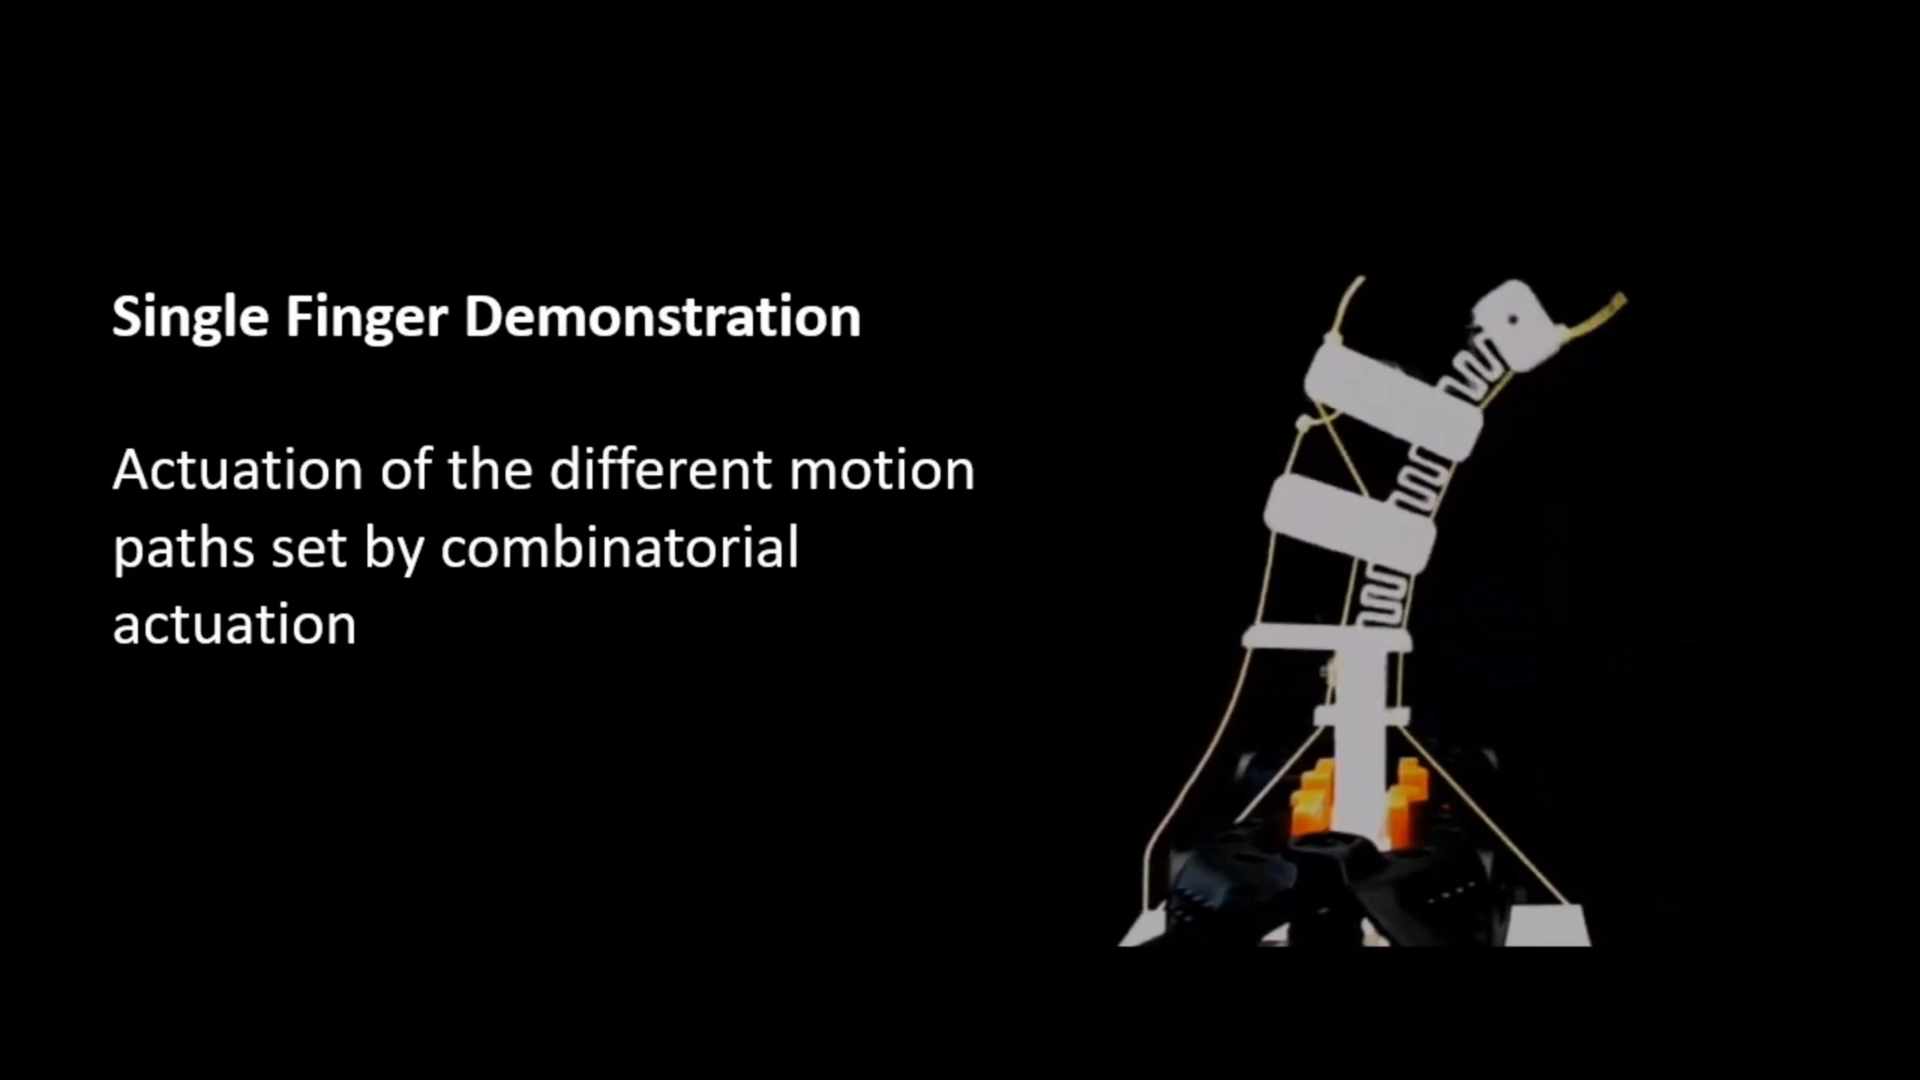 Single Finger Demonstration
Actuation of the different motion
paths set by combinatorial
actuation